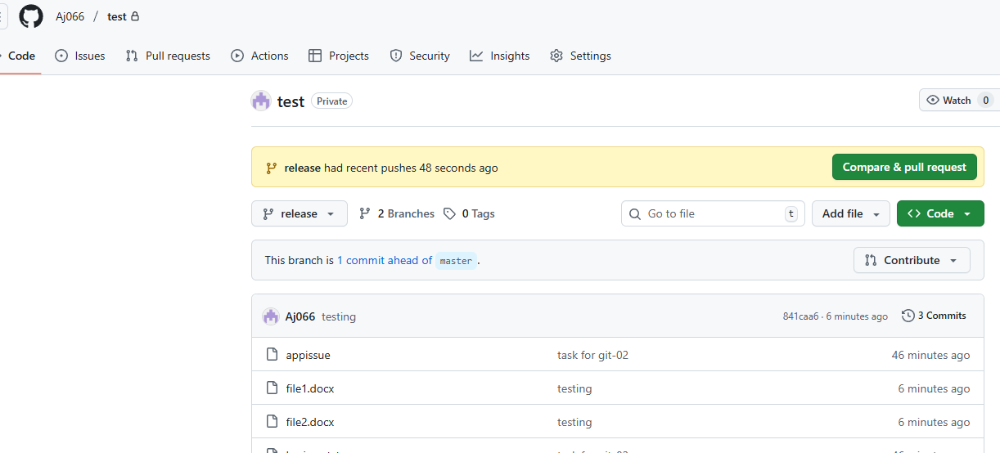 Aj066 / test
Code Issues Pull requests Actions Projects Security Insights Settings
test Private
Watch 0
release had recent pushes 48 seconds ago
Compare & pull request
release 2 Branches 0 Tags
Go to file t
Add file
Code
This branch is 1 commit ahead of master .
Contribute
Aj066 testing 841caa6 · 6 minutes ago 3 Commits
appissue task for git-02 46 minutes ago
file1.docx testing 6 minutes ago
file2.docx testing 6 minutes ago